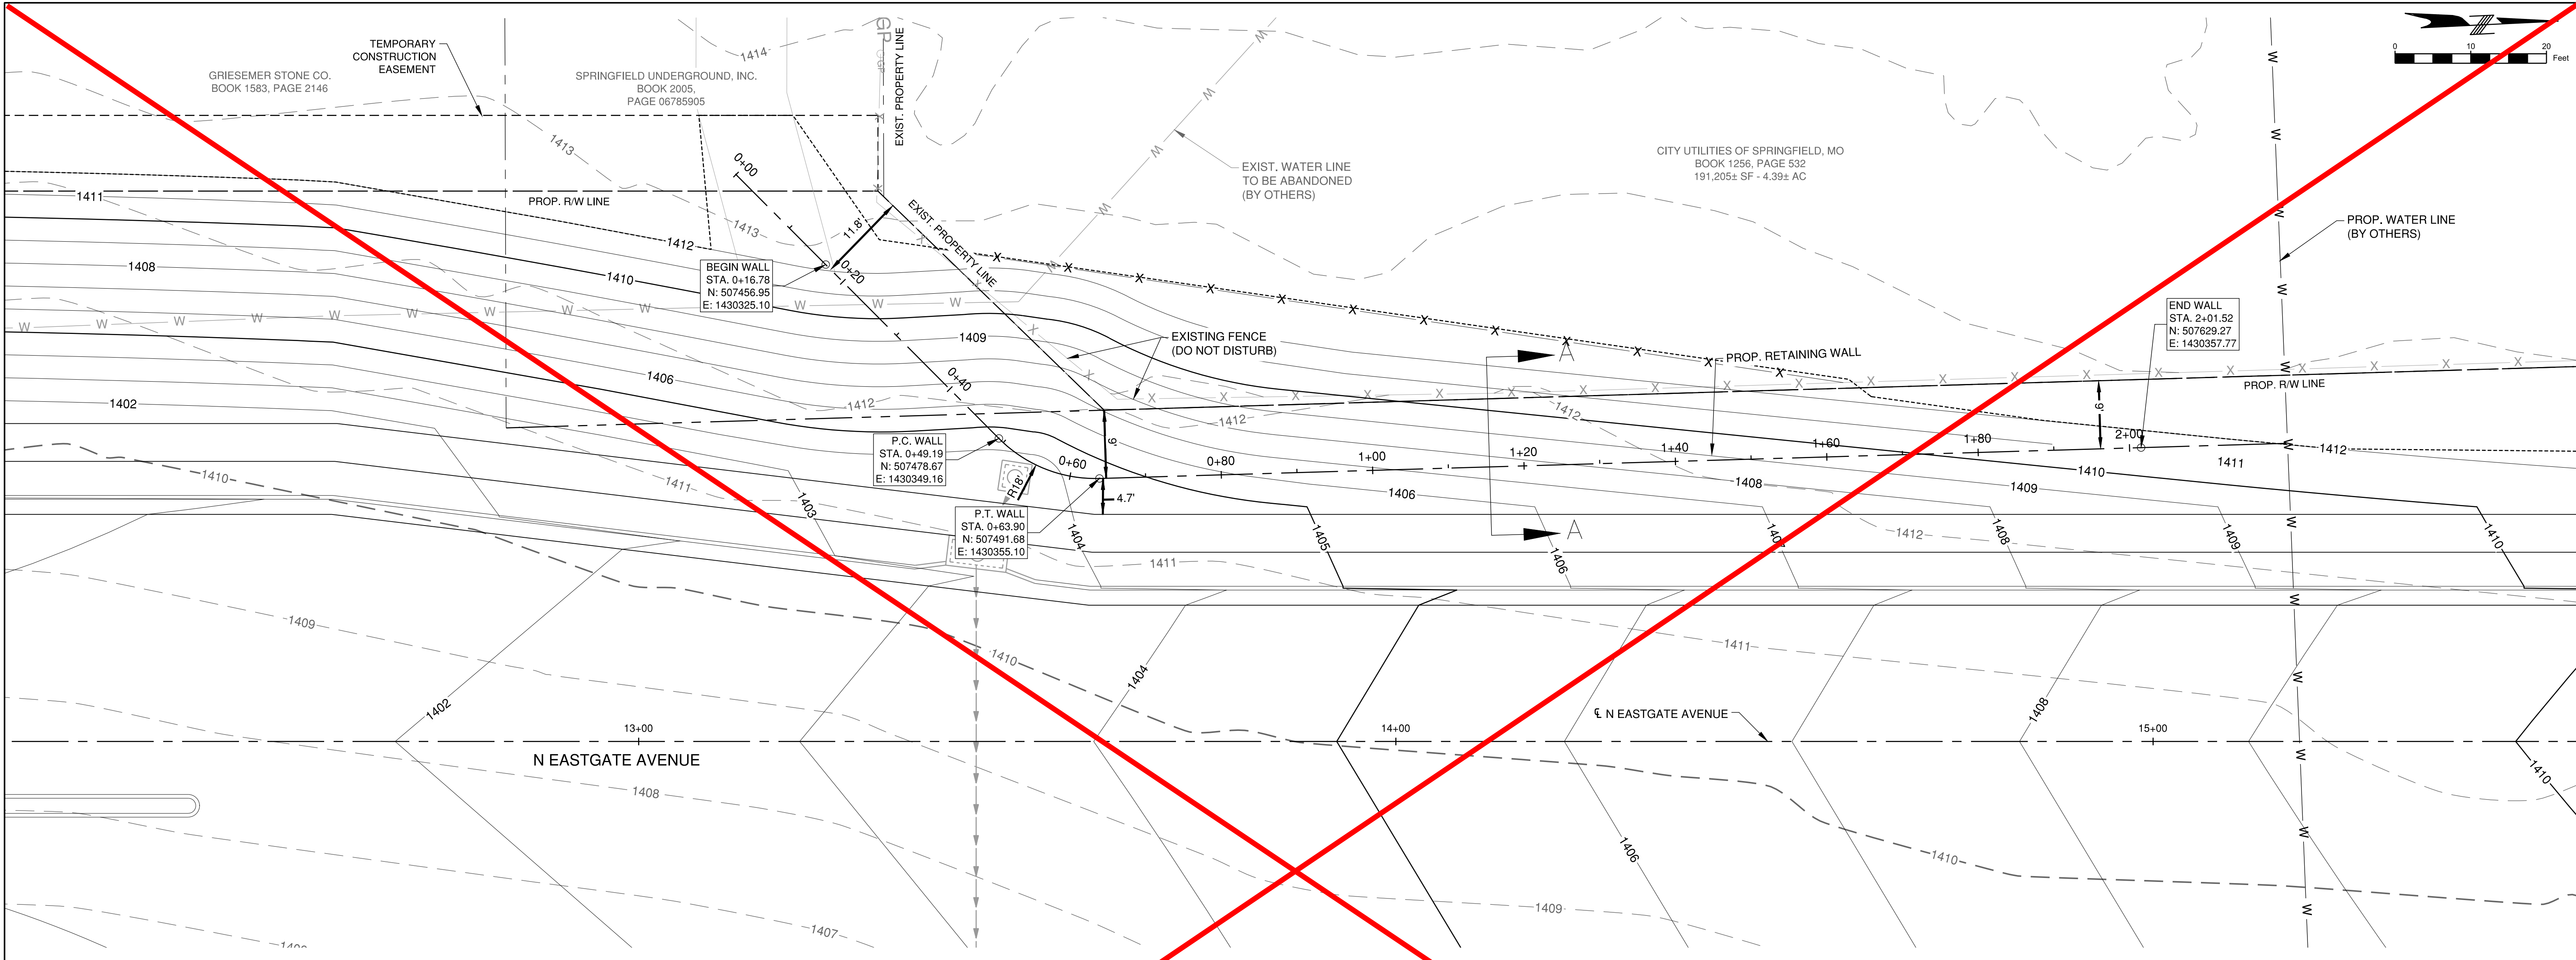 TEMPORARY
CONSTRUCTION
EASEMENT
GRIESEMER STONE CO.
BOOK 1583, PAGE 2146
SPRINGFIELD UNDERGROUND, INC.
BOOK 2005,
PAGE 06785905
1414
EXIST. PROPERTY LINE
0 10 20
Feet
CITY UTILITIES OF SPRINGFIELD, MO
BOOK 1256, PAGE 532
191,205± SF - 4.39± AC
EXIST. WATER LINE
TO BE ABANDONED
(BY OTHERS)
1413
0+00
1411
PROP. R/W LINE
EXIST. PROPERTY LINE
11.8'
1413
1412
PROP. WATER LINE
(BY OTHERS)
1408
1410
BEGIN WALL
STA. 0+16.78
N: 507456.95
E: 1430325.10
0+20
END WALL
STA. 2+01.52
N: 507629.27
E: 1430357.77
1409
EXISTING FENCE
(DO NOT DISTURB)
A
PROP. RETAINING WALL
PROP. R/W LINE
1406
0+40
1402
1412
1412
1412
9'
9'
P.C. WALL
STA. 0+49.19
N: 507478.67
E: 1430349.16
0+60
0+80
1+00
1+20
1+40
1+60
1+80
2+00
1412
1410
1411
1410
1411
R18'
4.7'
1406
1408
1409
1403
P.T. WALL
STA. 0+63.90
N: 507491.68
E: 1430355.10
1404
1405
A
1406
1407
1408
1409
1410
1412
1411
1409
1410
1411
1402
1404
1408
℄ N EASTGATE AVENUE
13+00
14+00
15+00
N EASTGATE AVENUE
1410
1408
1406
1410
1407
1409